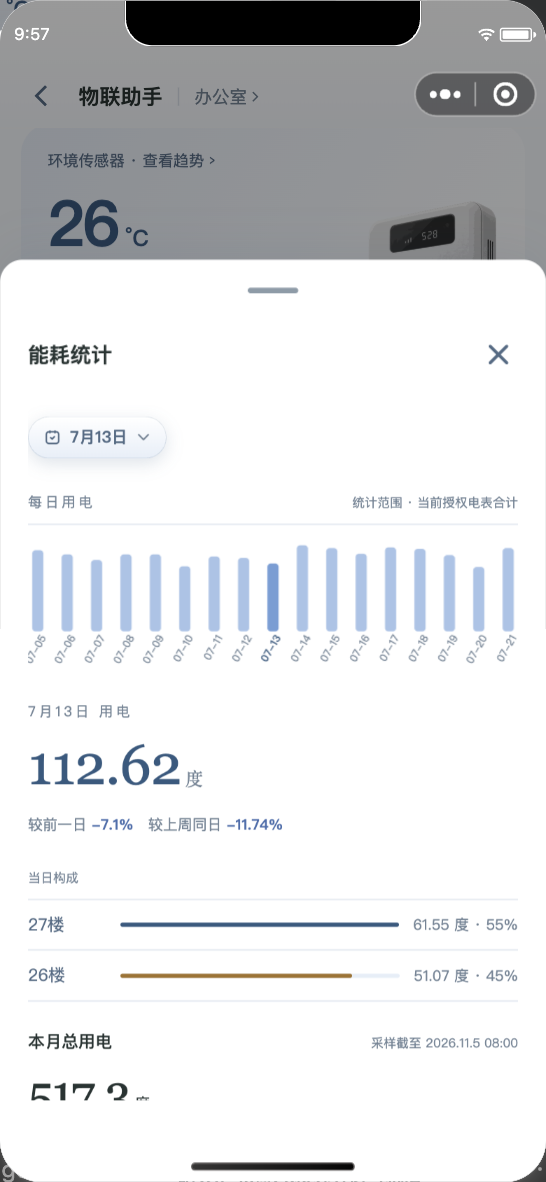 9:57
物联助手 办公室 >
环境传感器 · 查看趋势 >
26 °C
528
能耗统计
7月13日
每日用电 统计范围 · 当前授权电表合计
07-05 07-06 07-07 07-08 07-09 07-10 07-11 07-12 07-13 07-14 07-15 07-16 07-17 07-18 07-19 07-20 07-21
7月13日 用电
112.62 度
较前一日 −7.1% 较上周同日 −11.74%
当日构成
27楼 61.55 度 · 55%
26楼 51.07 度 · 45%
本月总用电 采样截至 2026.11.5 08:00
517.3 度